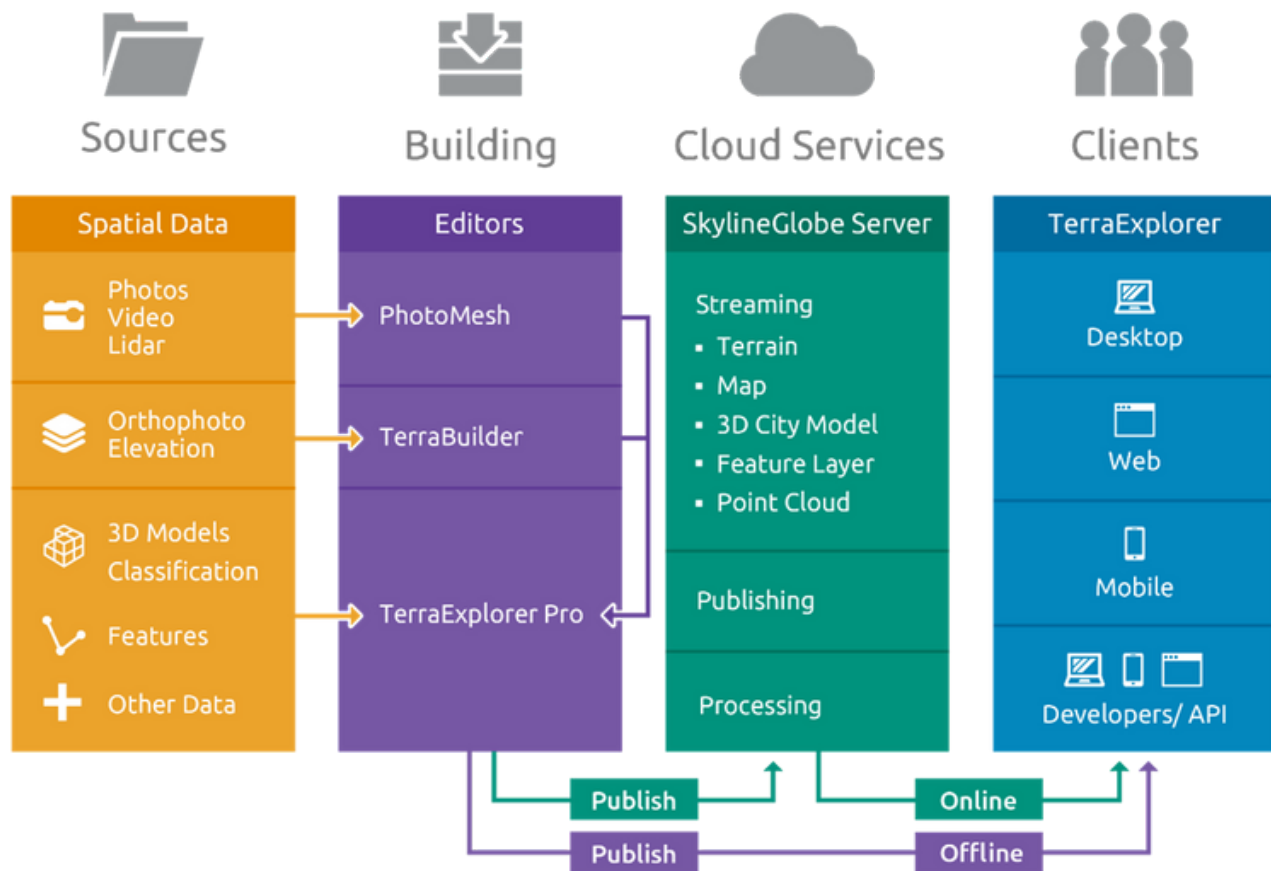 Sources
Building
Cloud Services
Clients
Spatial Data
Photos
Video
Lidar
Orthophoto
Elevation
3D Models
Classification
Features
Other Data
Editors
PhotoMesh
TerraBuilder
TerraExplorer Pro
SkylineGlobe Server
Streaming
▪ Terrain
▪ Map
▪ 3D City Model
▪ Feature Layer
▪ Point Cloud
Publishing
Processing
TerraExplorer
Desktop
Web
Mobile
Developers/ API
Publish
Online
Publish
Offline